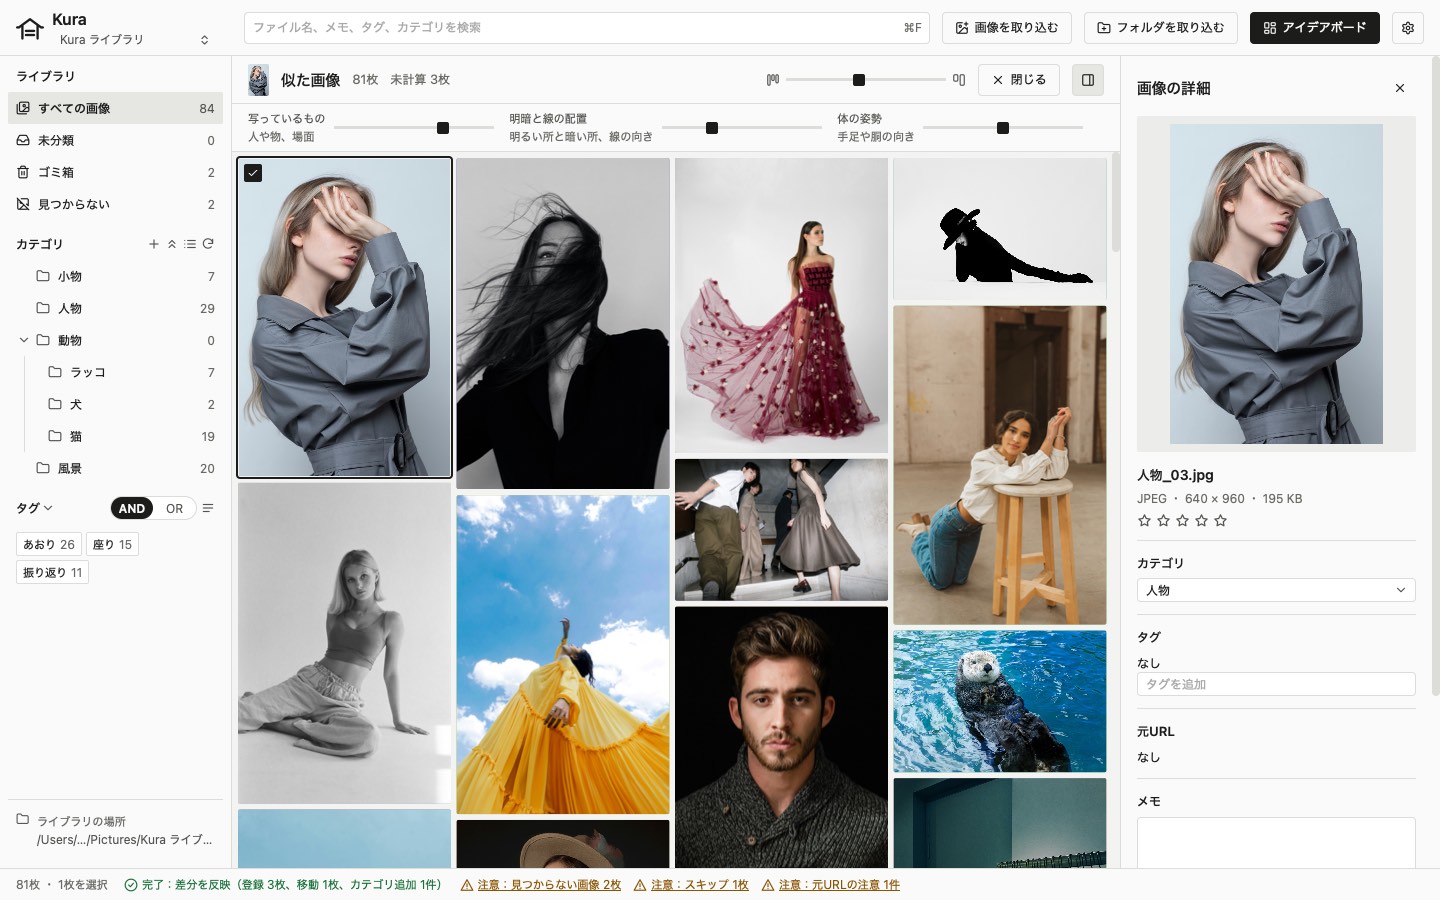 Kura
Kura ライブラリ
ファイル名、メモ、タグ、カテゴリを検索
⌘F
画像を取り込む
フォルダを取り込む
アイデアボード
ライブラリ
すべての画像 84
未分類 0
ゴミ箱 2
見つからない 2
カテゴリ
小物 7
人物 29
動物 0
ラッコ 7
犬 2
猫 19
風景 20
タグ
AND OR
あおり 26
座り 15
振り返り 11
ライブラリの場所
/Users/.../Pictures/Kura ライブ...
似た画像 81枚 未計算 3枚
閉じる
写っているもの
人や物、場面
明暗と線の配置
明るい所と暗い所、線の向き
体の姿勢
手足や胴の向き
画像の詳細
人物_03.jpg
JPEG ・ 640 × 960 ・ 195 KB
カテゴリ
人物
タグ
なし
タグを追加
元URL
なし
メモ
81枚 ・ 1枚を選択
完了：差分を反映（登録 3枚、移動 1枚、カテゴリ追加 1件）
注意：見つからない画像 2枚
注意：スキップ 1枚
注意：元URLの注意 1件